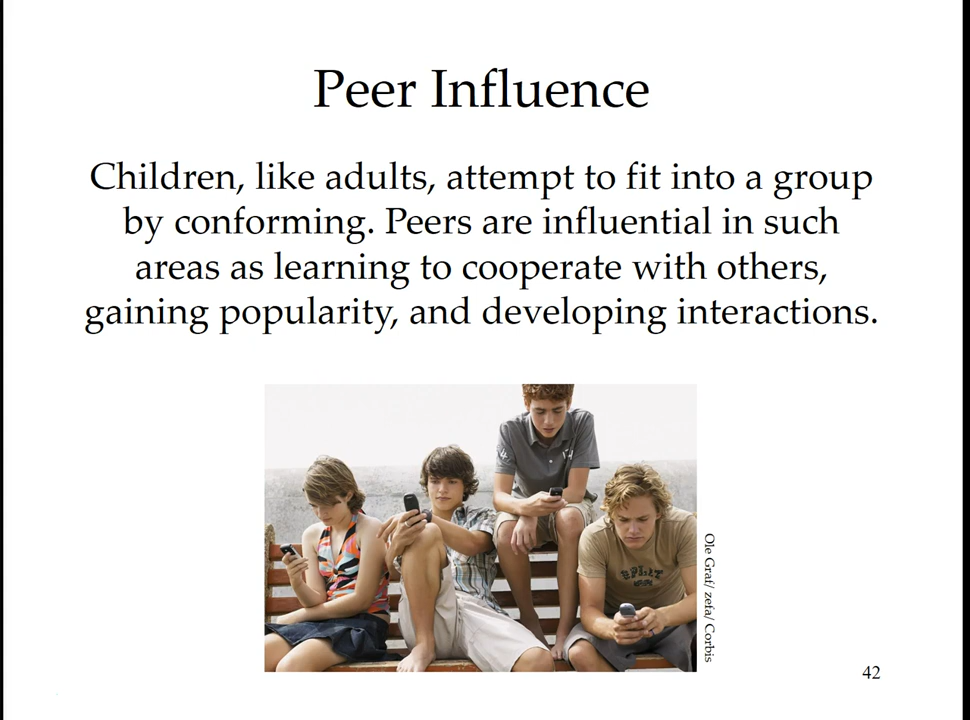 Peer Influence
Children, like adults, attempt to fit into a group
by conforming. Peers are influential in such
areas as learning to cooperate with others,
gaining popularity, and developing interactions.
SPLIT
Ole Graf/ zefa/ Corbis
42